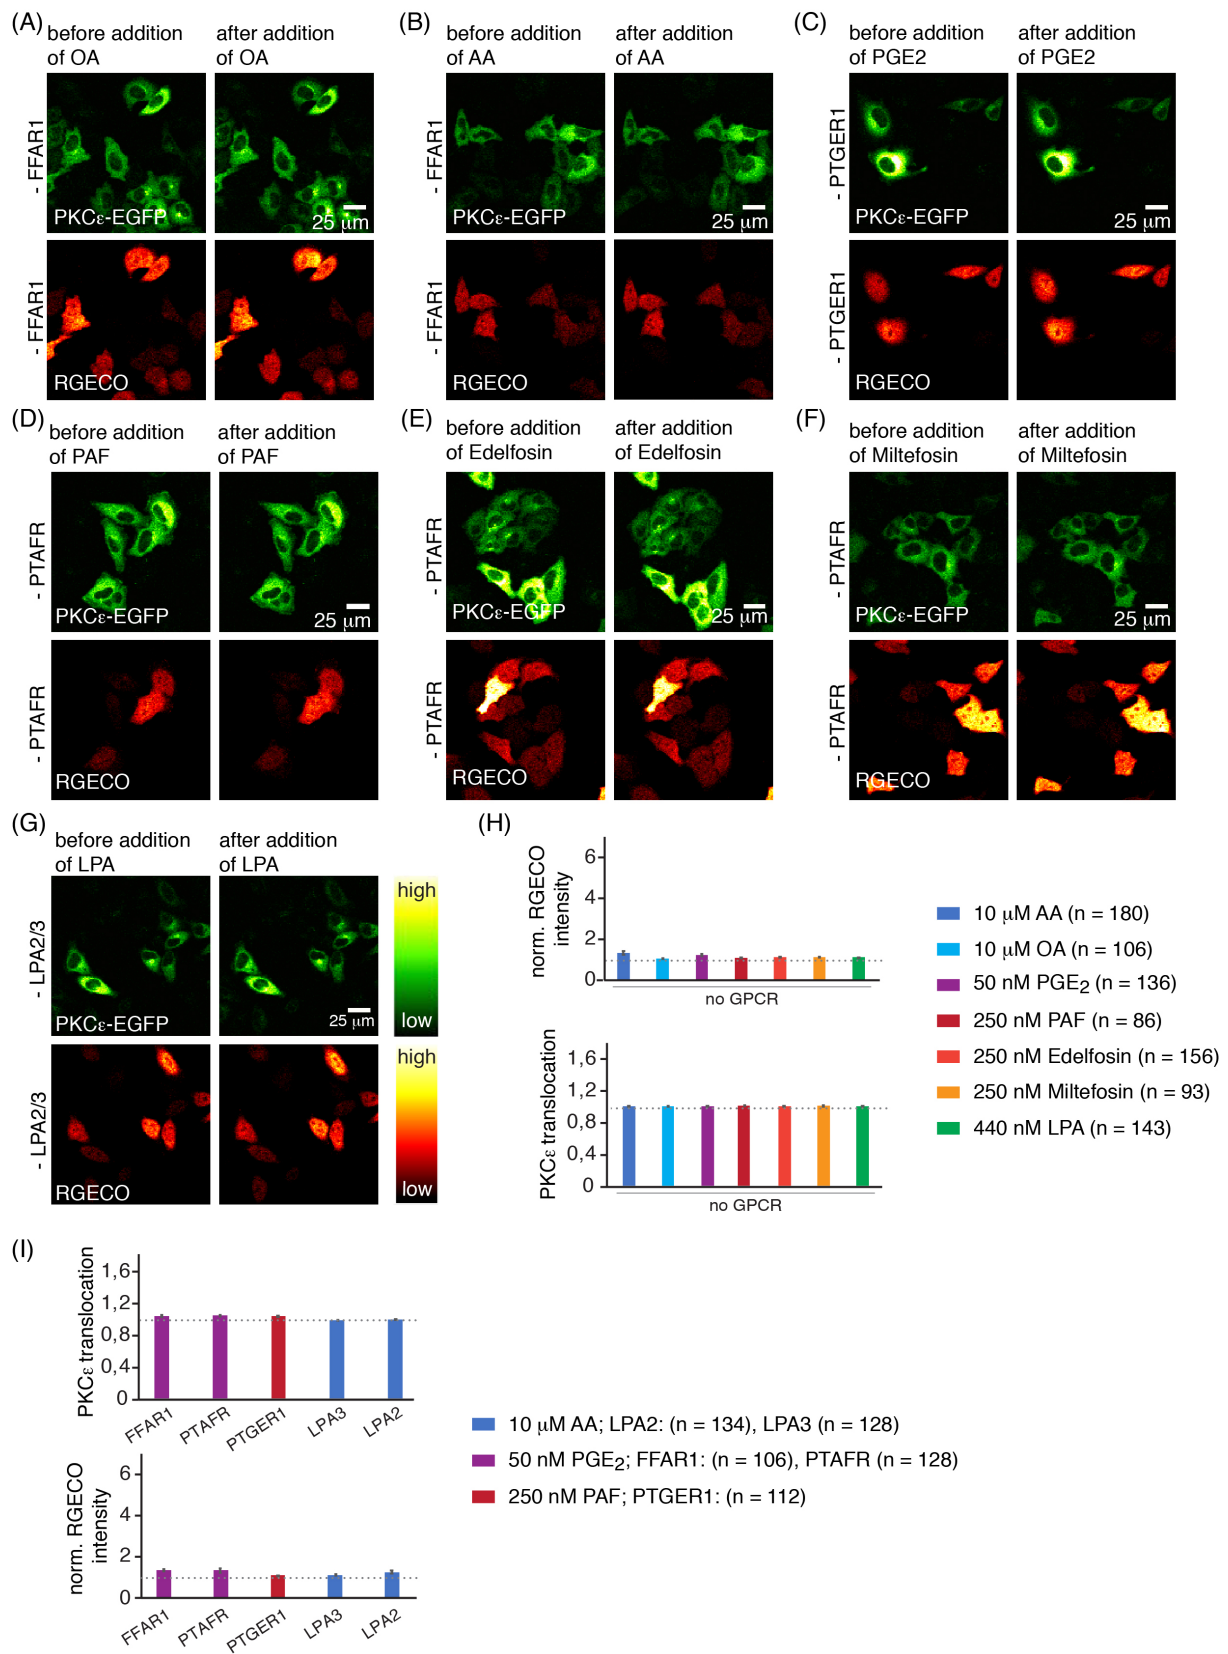 (A)
before addition
of OA
after addition
of OA
- FFAR1
PKCε-EGFP
25 μm
- FFAR1
RGECO
(B)
before addition
of AA
after addition
of AA
- FFAR1
PKCε-EGFP
25 μm
- FFAR1
RGECO
(C)
before addition
of PGE2
after addition
of PGE2
- PTGER1
PKCε-EGFP
25 μm
- PTGER1
RGECO
(D)
before addition
of PAF
after addition
of PAF
- PTAFR
PKCε-EGFP
25 μm
- PTAFR
RGECO
(E)
before addition
of Edelfosin
after addition
of Edelfosin
- PTAFR
PKCε-EGFP
25 μm
- PTAFR
RGECO
(F)
before addition
of Miltefosin
after addition
of Miltefosin
- PTAFR
PKCε-EGFP
25 μm
- PTAFR
RGECO
(G)
before addition
of LPA
after addition
of LPA
- LPA2/3
PKCε-EGFP
25 μm
high
low
- LPA2/3
RGECO
high
low
(H)
norm. RGECO
intensity
6
4
2
0
no GPCR
PKCε translocation
1,6
1,2
0,8
0,4
0
no GPCR
10 μM AA (n = 180)
10 μM OA (n = 106)
50 nM PGE₂ (n = 136)
250 nM PAF (n = 86)
250 nM Edelfosin (n = 156)
250 nM Miltefosin (n = 93)
440 nM LPA (n = 143)
(I)
PKCε translocation
1,6
1,2
0,8
0,4
0
FFAR1
PTAFR
PTGER1
LPA3
LPA2
norm. RGECO
intensity
6
4
2
0
FFAR1
PTAFR
PTGER1
LPA3
LPA2
10 μM AA; LPA2: (n = 134), LPA3 (n = 128)
50 nM PGE₂; FFAR1: (n = 106), PTAFR (n = 128)
250 nM PAF; PTGER1: (n = 112)